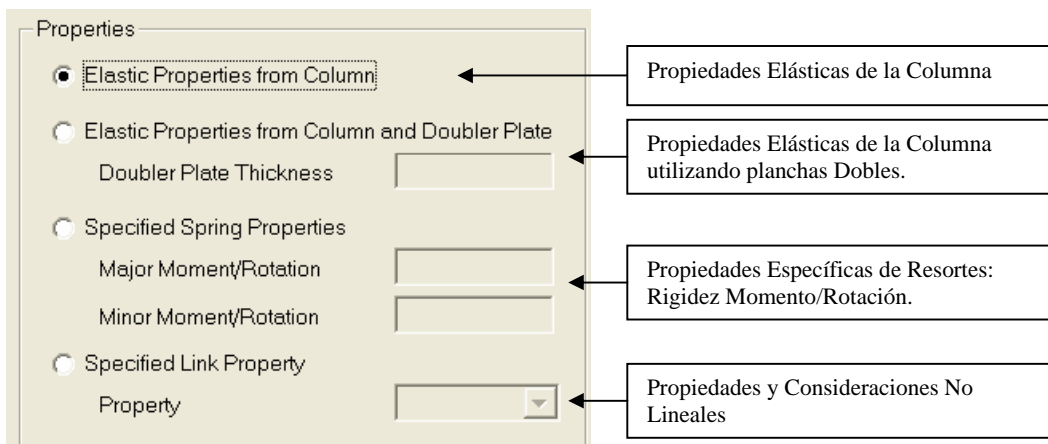 Properties
Elastic Properties from Column
Propiedades Elásticas de la Columna
Elastic Properties from Column and Doubler Plate
Doubler Plate Thickness
Propiedades Elásticas de la Columna
utilizando planchas Dobles.
Specified Spring Properties
Major Moment/Rotation
Minor Moment/Rotation
Propiedades Específicas de Resortes:
Rigidez Momento/Rotación.
Specified Link Property
Property
Propiedades y Consideraciones No
Lineales